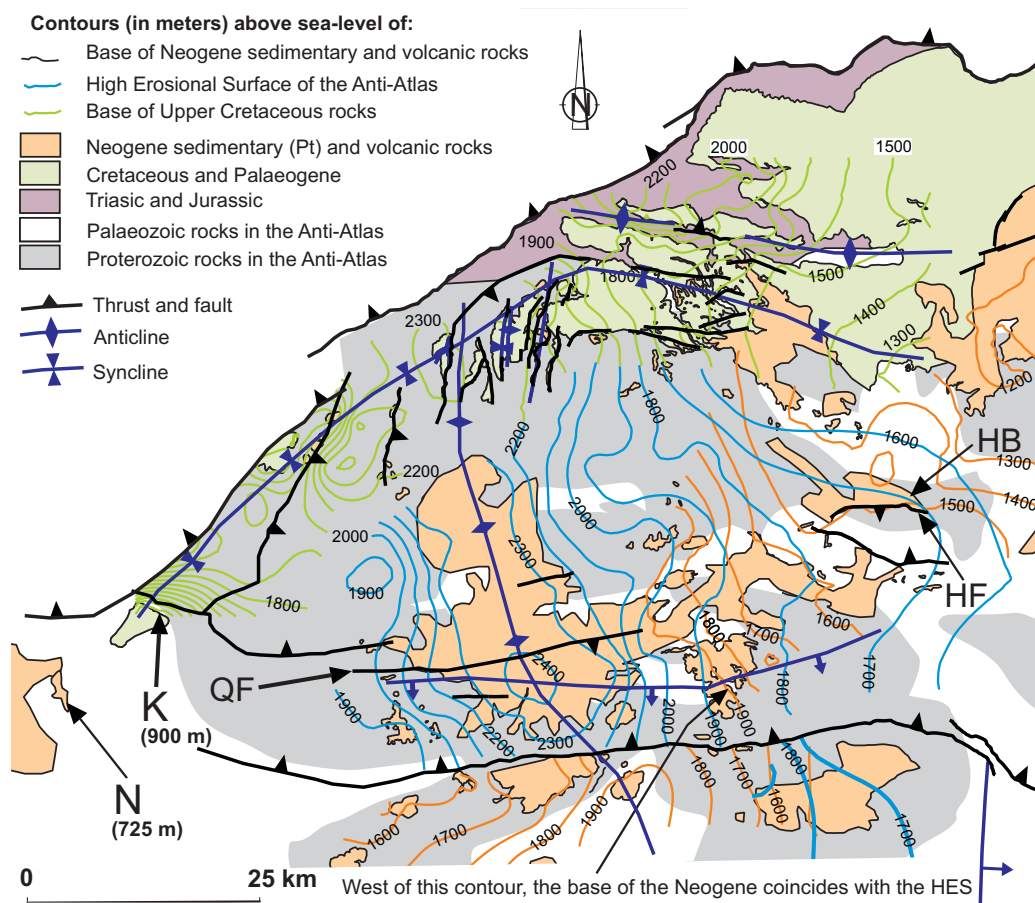 Contours (in meters) above sea-level of:
Base of Neogene sedimentary and volcanic rocks
High Erosional Surface of the Anti-Atlas
Base of Upper Cretaceous rocks
Neogene sedimentary (Pt) and volcanic rocks
Cretaceous and Palaeogene
Triasic and Jurassic
Palaeozoic rocks in the Anti-Atlas
Proterozoic rocks in the Anti-Atlas
Thrust and fault
Anticline
Syncline
N
2000
1500
2200
1900
1800
1500
1400
1300
2300
1200
1800
2200
1600
HB
1300
2200
1400
1500
2000
2000
2300
1900
HF
1800
1800
1700
1600
K
(900 m)
QF
2400
1700
1800
1900
2000
1900
1900
2200
2300
N
(725 m)
1800
1800
1700
1600
1700
1600
1700
1800
1900
0
25 km
West of this contour, the base of the Neogene coincides with the HES